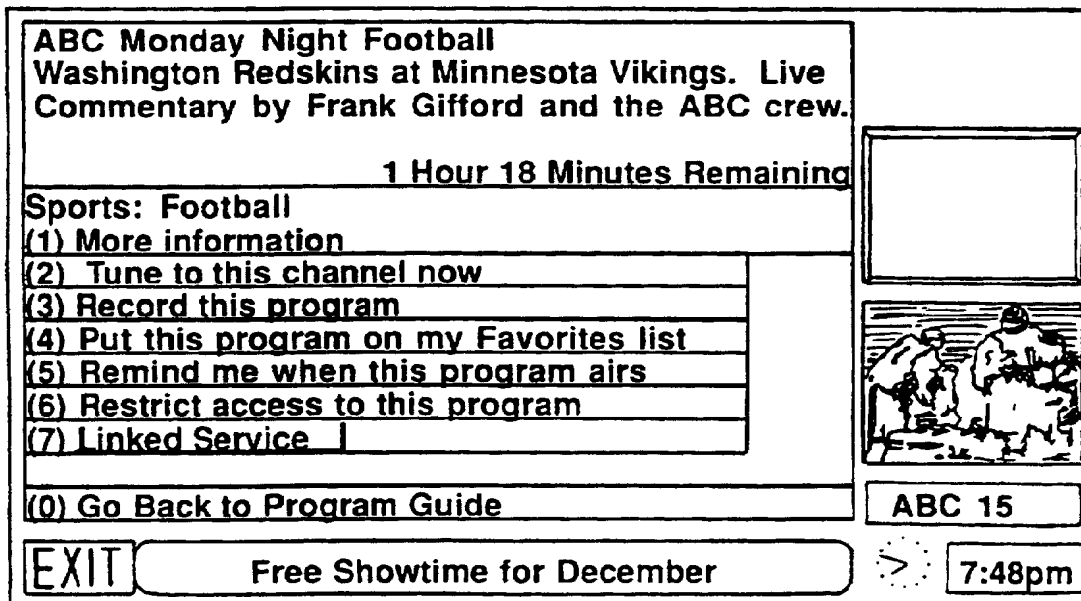 ABC Monday Night Football
Washington Redskins at Minnesota Vikings. Live
Commentary by Frank Gifford and the ABC crew.
1 Hour 18 Minutes Remaining
Sports: Football
(1) More information
(2) Tune to this channel now
(3) Record this program
(4) Put this program on my Favorites list
(5) Remind me when this program airs
(6) Restrict access to this program
(7) Linked Service
(0) Go Back to Program Guide
ABC 15
EXIT
Free Showtime for December
7:48pm